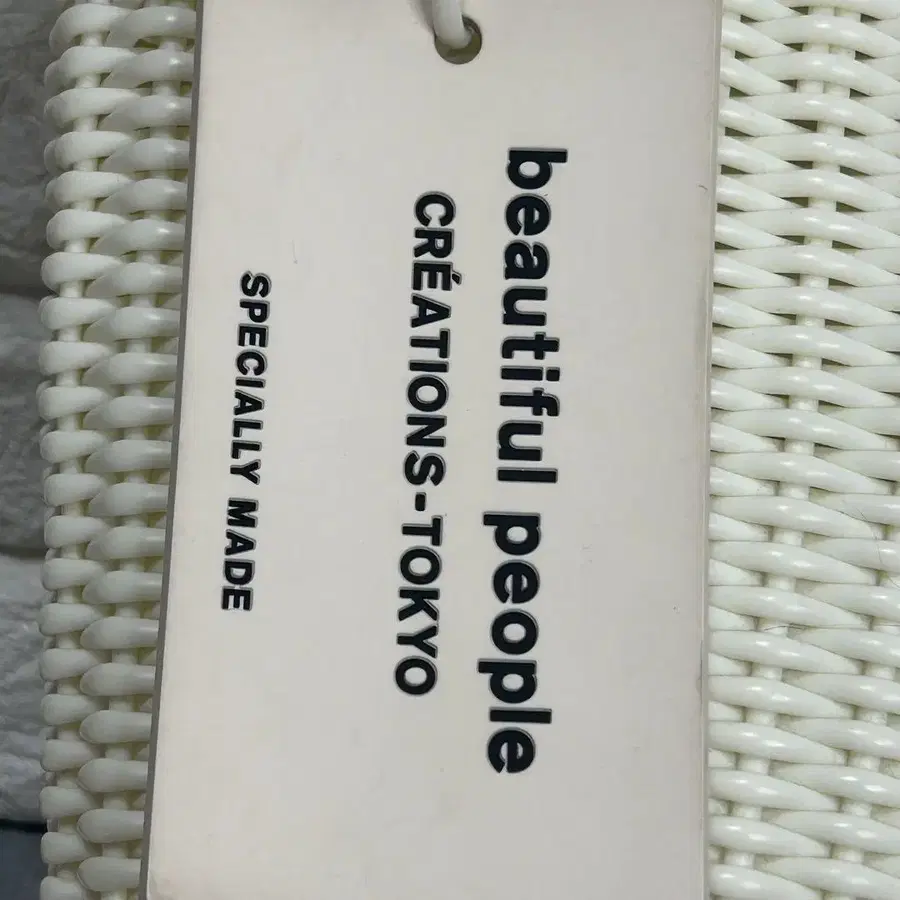 beautiful people
CRÉATIONS-TOKYO
SPECIALLY MADE